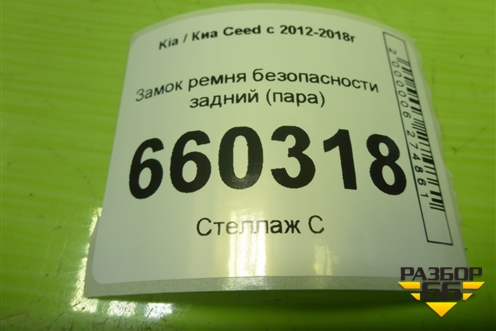 Kia / Киа Ceed с 2012-2018г
Замок ремня безопасности
задний (пара)
660318
Стеллаж С
2000006274861
РАЗБОР
66